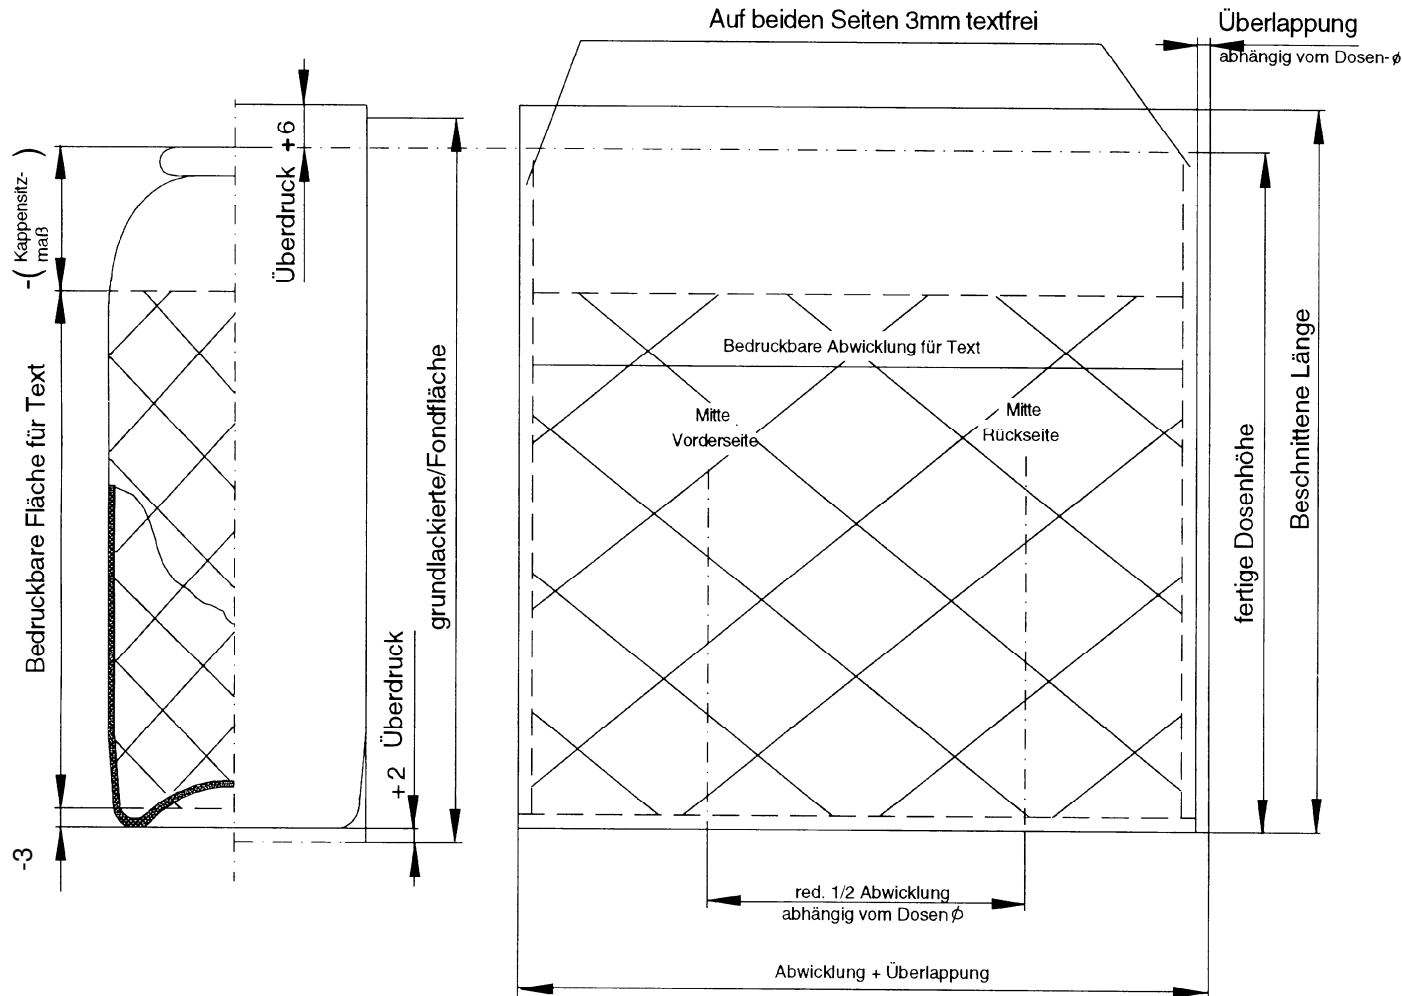 Auf beiden Seiten 3mm textfrei
Überlappung
abhängig vom Dosen-ø
-(Kappensitz-
maß)
Überdruck +6
Bedruckbare Fläche für Text
-3
grundlackierte/Fondfläche
+2 Überdruck
Bedruckbare Abwicklung für Text
Mitte
Vorderseite
Mitte
Rückseite
fertige Dosenhöhe
Beschnittene Länge
red. 1/2 Abwicklung
abhängig vom Dosen ø
Abwicklung + Überlappung